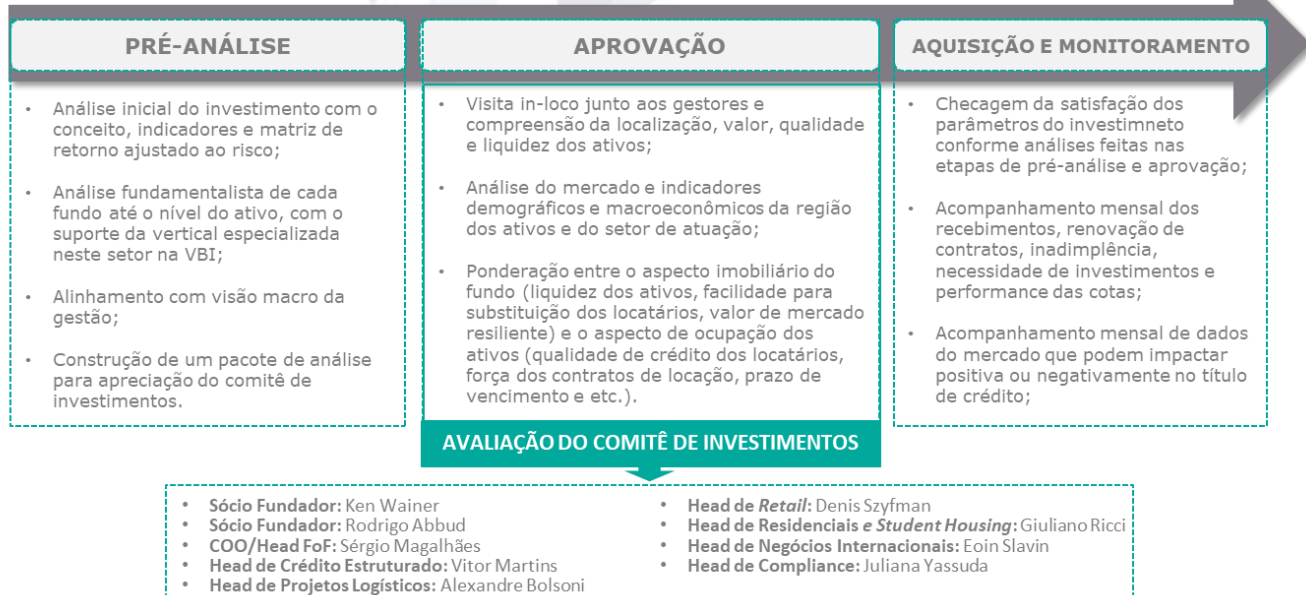 PRÉ-ANÁLISE
• Análise inicial do investimento com o
conceito, indicadores e matriz de
retorno ajustado ao risco;
• Análise fundamentalista de cada
fundo até o nível do ativo, com o
suporte da vertical especializada
neste setor na VBI;
• Alinhamento com visão macro da
gestão;
• Construção de um pacote de análise
para apreciação do comitê de
investimentos.
APROVAÇÃO
• Visita in-loco junto aos gestores e
compreensão da localização, valor, qualidade
e liquidez dos ativos;
• Análise do mercado e indicadores
demográficos e macroeconômicos da região
dos ativos e do setor de atuação;
• Ponderação entre o aspecto imobiliário do
fundo (liquidez dos ativos, facilidade para
substituição dos locatários, valor de mercado
resiliente) e o aspecto de ocupação dos
ativos (qualidade de crédito dos locatários,
força dos contratos de locação, prazo de
vencimento e etc.).
AQUISIÇÃO E MONITORAMENTO
• Checagem da satisfação dos
parâmetros do investimneto
conforme análises feitas nas
etapas de pré-análise e aprovação;
• Acompanhamento mensal dos
recebimentos, renovação de
contratos, inadimplência,
necessidade de investimentos e
performance das cotas;
• Acompanhamento mensal de dados
do mercado que podem impactar
positiva ou negativamente no título
de crédito;
AVALIAÇÃO DO COMITÊ DE INVESTIMENTOS
• Sócio Fundador: Ken Wainer
• Sócio Fundador: Rodrigo Abbud
• COO/Head FoF: Sérgio Magalhães
• Head de Crédito Estruturado: Vitor Martins
• Head de Projetos Logísticos: Alexandre Bolsoni
• Head de Retail: Denis Szyfman
• Head de Residenciais e Student Housing: Giuliano Ricci
• Head de Negócios Internacionais: Eoin Slavin
• Head de Compliance: Juliana Yassuda